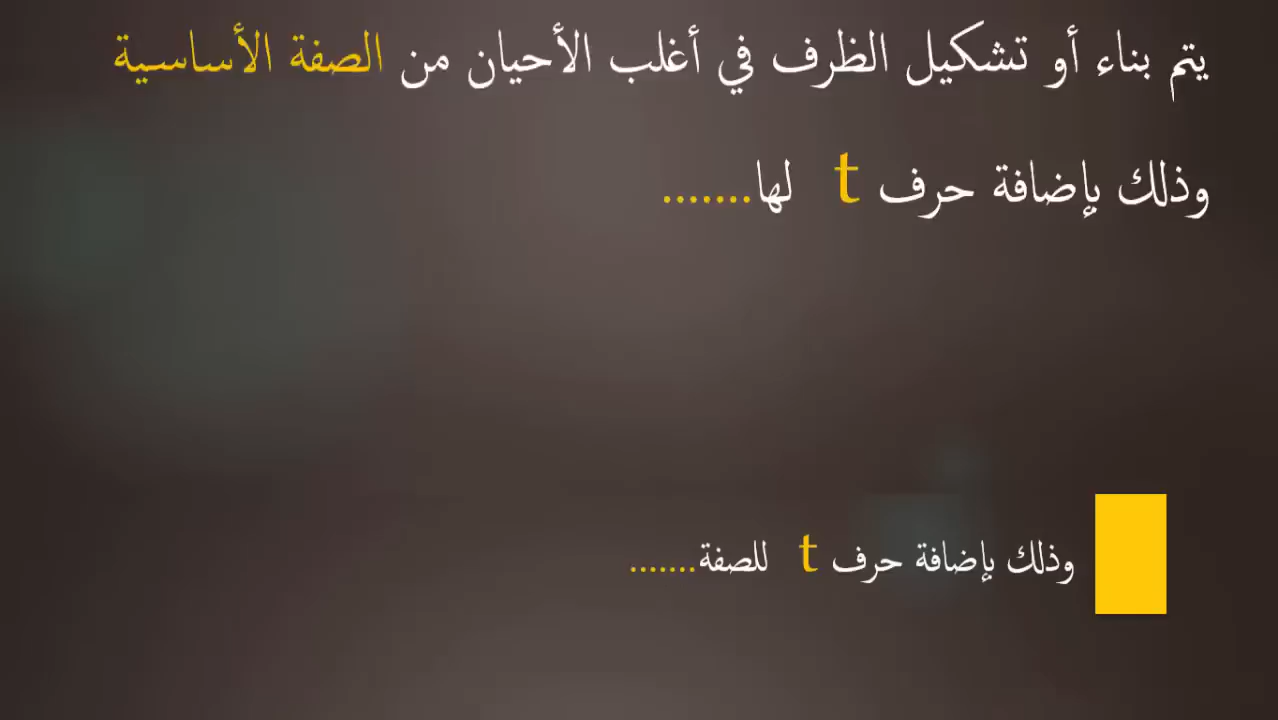 يتم بناء أو تشكيل الظرف في أغلب الأحيان من الصفة الأساسية
وذلك بإضافة حرف t لها.......
وذلك بإضافة حرف t للصفة.......